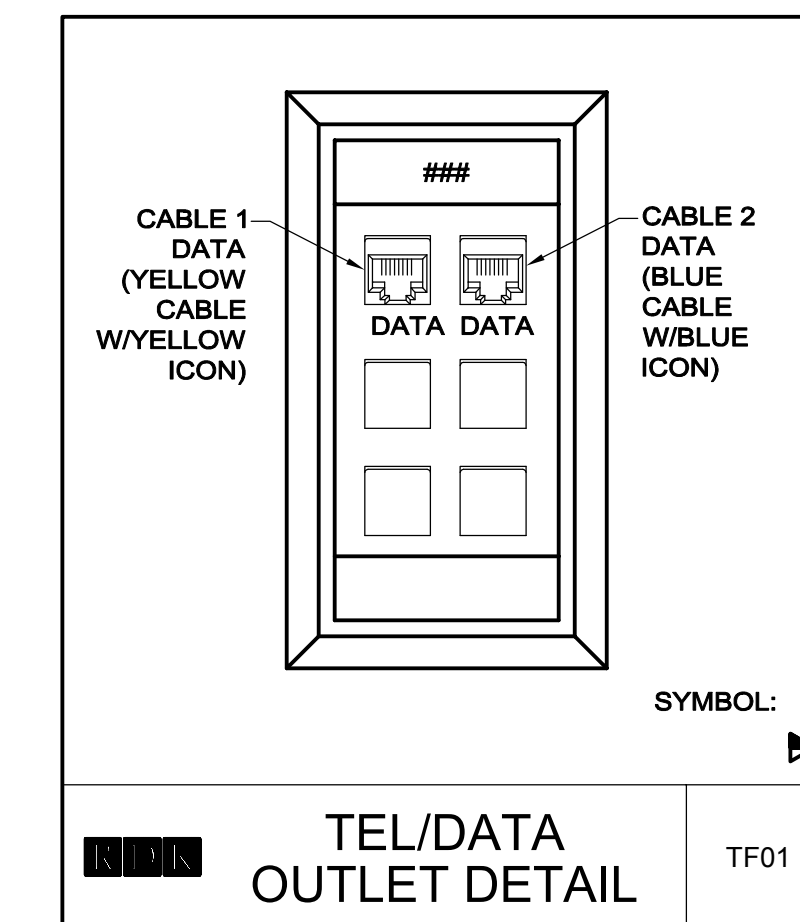 ###
CABLE 1
DATA
(YELLOW
CABLE
W/YELLOW
ICON)
CABLE 2
DATA
(BLUE
CABLE
W/BLUE
ICON)
DATA DATA
SYMBOL:
TEL/DATA
OUTLET DETAIL
TF01